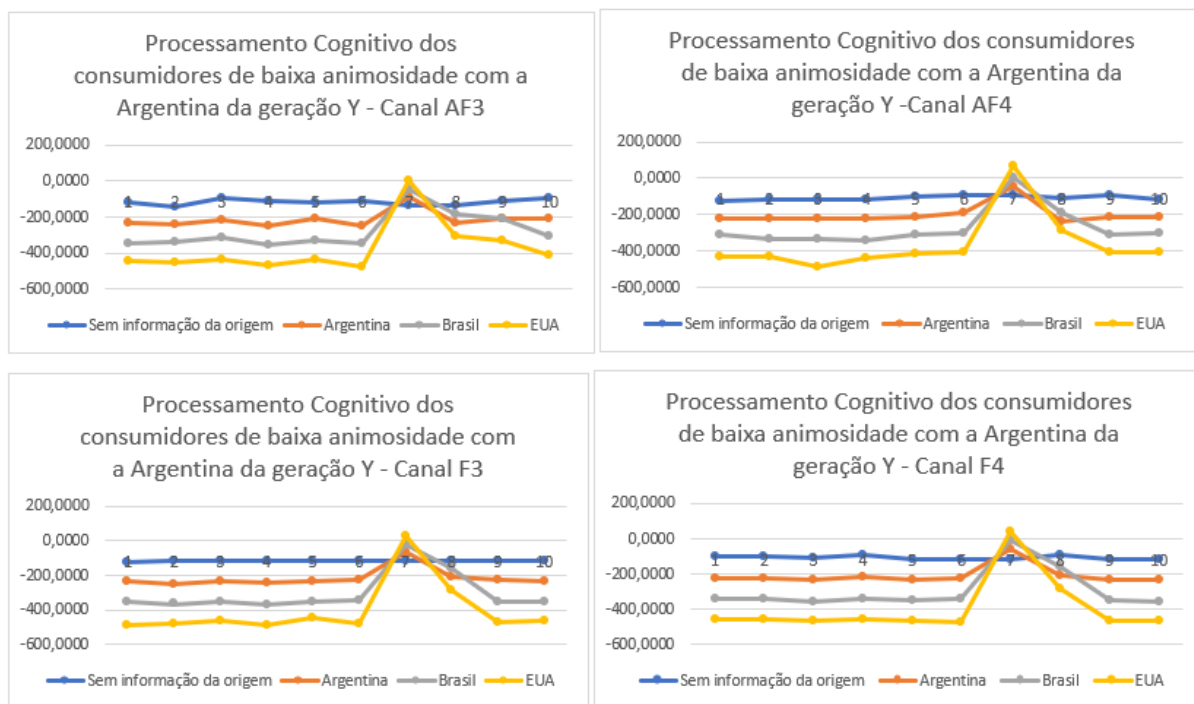 Processamento Cognitivo dos
consumidores de baixa animosidade com a
Argentina da geração Y - Canal AF3
200,0000
0,0000
-200,0000
-400,0000
-600,0000
1 2 3 4 5 6 7 8 9 10
Sem informação da origem Argentina Brasil EUA
Processamento Cognitivo dos consumidores
de baixa animosidade com a Argentina da
geração Y -Canal AF4
200,0000
0,0000
-200,0000
-400,0000
-600,0000
1 2 3 4 5 6 7 8 9 10
Sem informação da origem Argentina Brasil EUA
Processamento Cognitivo dos
consumidores de baixa animosidade com
a Argentina da geração Y - Canal F3
200,0000
0,0000
-200,0000
-400,0000
-600,0000
1 2 3 4 5 6 7 8 9 10
Sem informação da origem Argentina Brasil EUA
Processamento Cognitivo dos consumidores
de baixa animosidade com a Argentina da
geração Y - Canal F4
200,0000
0,0000
-200,0000
-400,0000
-600,0000
1 2 3 4 5 6 7 8 9 10
Sem informação da origem Argentina Brasil EUA